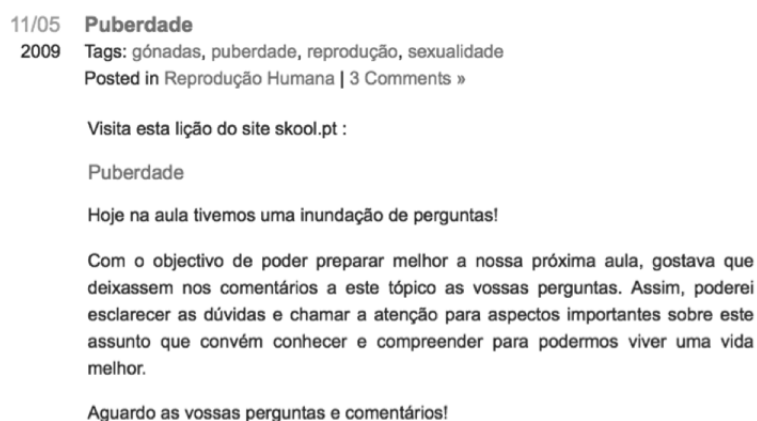 11/05 Puberdade
2009 Tags: gónadas, puberdade, reprodução, sexualidade
Posted in Reprodução Humana | 3 Comments »
Visita esta lição do site skool.pt :
Puberdade
Hoje na aula tivemos uma inundação de perguntas!
Com o objectivo de poder preparar melhor a nossa próxima aula, gostava que
deixassem nos comentários a este tópico as vossas perguntas. Assim, poderei
esclarecer as dúvidas e chamar a atenção para aspectos importantes sobre este
assunto que convém conhecer e compreender para podermos viver uma vida
melhor.
Aguardo as vossas perguntas e comentários!